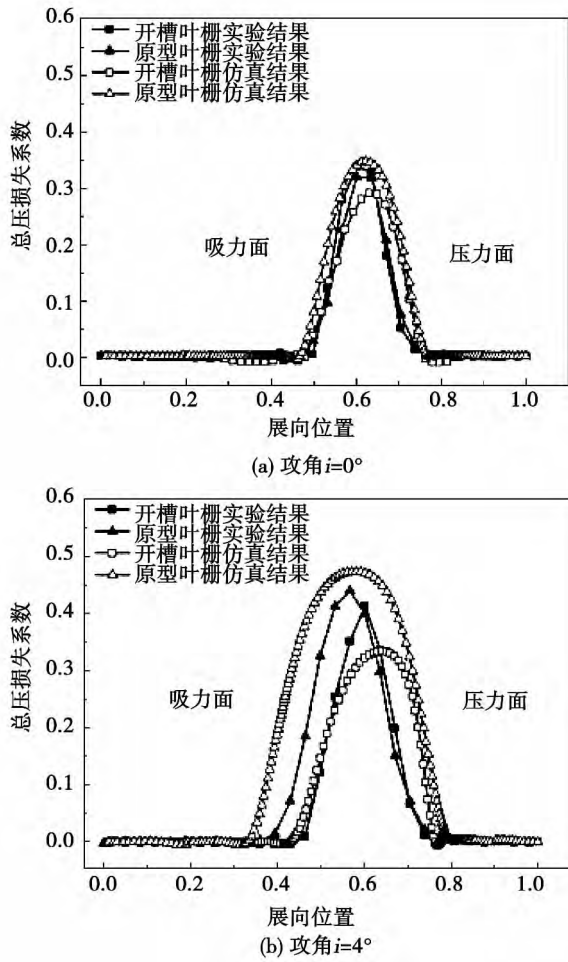 0.6
0.5
0.4
0.3
0.2
0.1
0.0
总压损失系数
开槽叶栅实验结果
原型叶栅实验结果
开槽叶栅仿真结果
原型叶栅仿真结果
吸力面
压力面
0.0 0.2 0.4 0.6 0.8 1.0
展向位置
(a) 攻角i=0°
0.6
0.5
0.4
0.3
0.2
0.1
0.0
总压损失系数
开槽叶栅实验结果
原型叶栅实验结果
开槽叶栅仿真结果
原型叶栅仿真结果
吸力面
压力面
0.0 0.2 0.4 0.6 0.8 1.0
展向位置
(b) 攻角i=4°